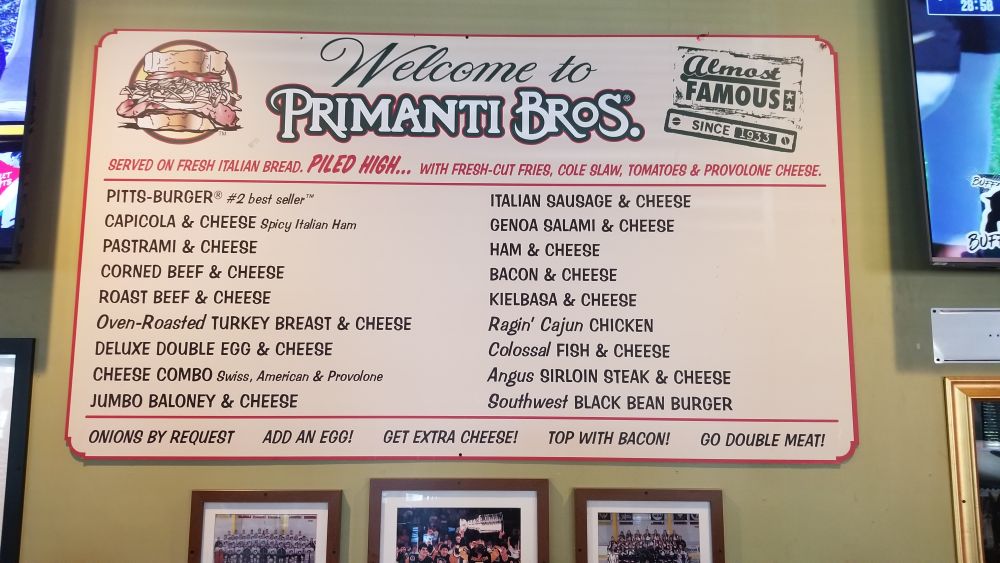 Welcome to
PRIMANTI BROS.®
Almost
FAMOUS
SINCE 1933
SERVED ON FRESH ITALIAN BREAD. PILED HIGH... WITH FRESH-CUT FRIES, COLE SLAW, TOMATOES & PROVOLONE CHEESE.
PITTS-BURGER® #2 best seller™
CAPICOLA & CHEESE Spicy Italian Ham
PASTRAMI & CHEESE
CORNED BEEF & CHEESE
ROAST BEEF & CHEESE
Oven-Roasted TURKEY BREAST & CHEESE
DELUXE DOUBLE EGG & CHEESE
CHEESE COMBO Swiss, American & Provolone
JUMBO BALONEY & CHEESE
ITALIAN SAUSAGE & CHEESE
GENOA SALAMI & CHEESE
HAM & CHEESE
BACON & CHEESE
KIELBASA & CHEESE
Ragin' Cajun CHICKEN
Colossal FISH & CHEESE
Angus SIRLOIN STEAK & CHEESE
Southwest BLACK BEAN BURGER
ONIONS BY REQUEST ADD AN EGG! GET EXTRA CHEESE! TOP WITH BACON! GO DOUBLE MEAT!